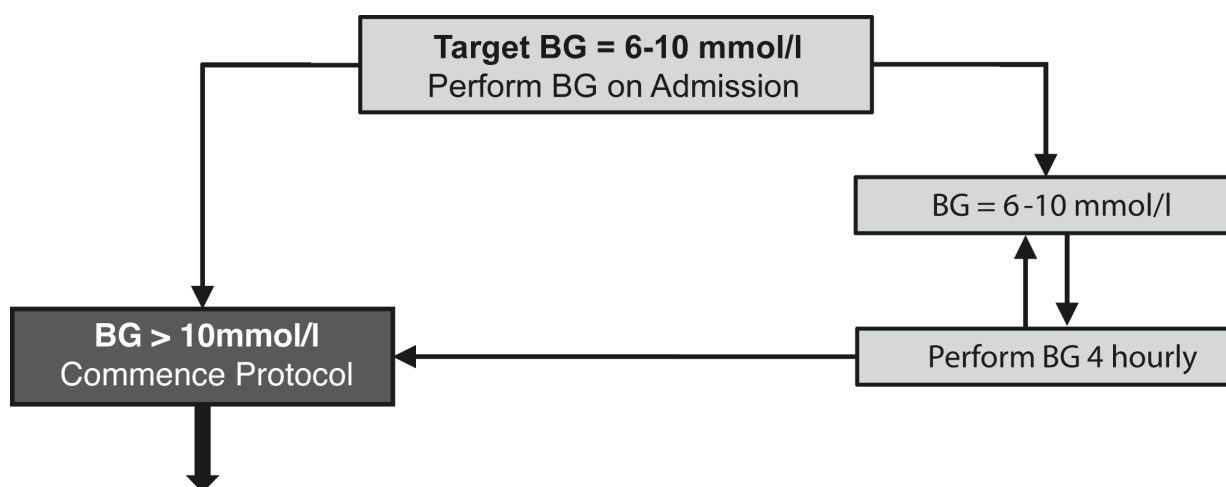 Target BG = 6-10 mmol/l
Perform BG on Admission
BG = 6-10 mmol/l
BG > 10mmol/l
Commence Protocol
Perform BG 4 hourly